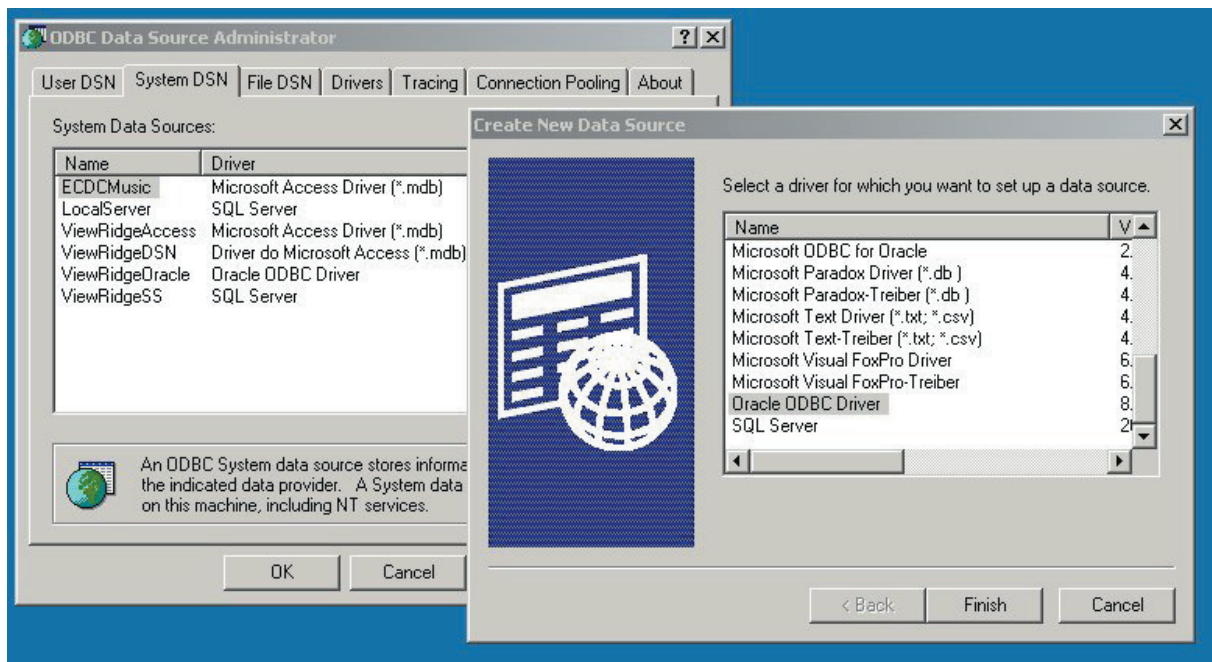 ODBC Data Source Administrator
User DSN System DSN File DSN Drivers Tracing Connection Pooling About
System Data Sources:
Name Driver
ECDCMusic Microsoft Access Driver (*.mdb)
LocalServer SQL Server
ViewRidgeAccess Microsoft Access Driver (*.mdb)
ViewRidgeDSN Driver do Microsoft Access (*.mdb)
ViewRidgeOracle Oracle ODBC Driver
ViewRidgeSS SQL Server
An ODBC System data source stores informa
the indicated data provider. A System data
on this machine, including NT services.
OK Cancel
Create New Data Source
Select a driver for which you want to set up a data source.
Name V
Microsoft ODBC for Oracle 2.
Microsoft Paradox Driver (*.db ) 4.
Microsoft Paradox-Treiber (*.db ) 4.
Microsoft Text Driver (*.txt; *.csv) 4.
Microsoft Text-Treiber (*.txt; *.csv) 4.
Microsoft Visual FoxPro Driver 6.
Microsoft Visual FoxPro-Treiber 6.
Oracle ODBC Driver 8.
SQL Server 2
< Back Finish Cancel